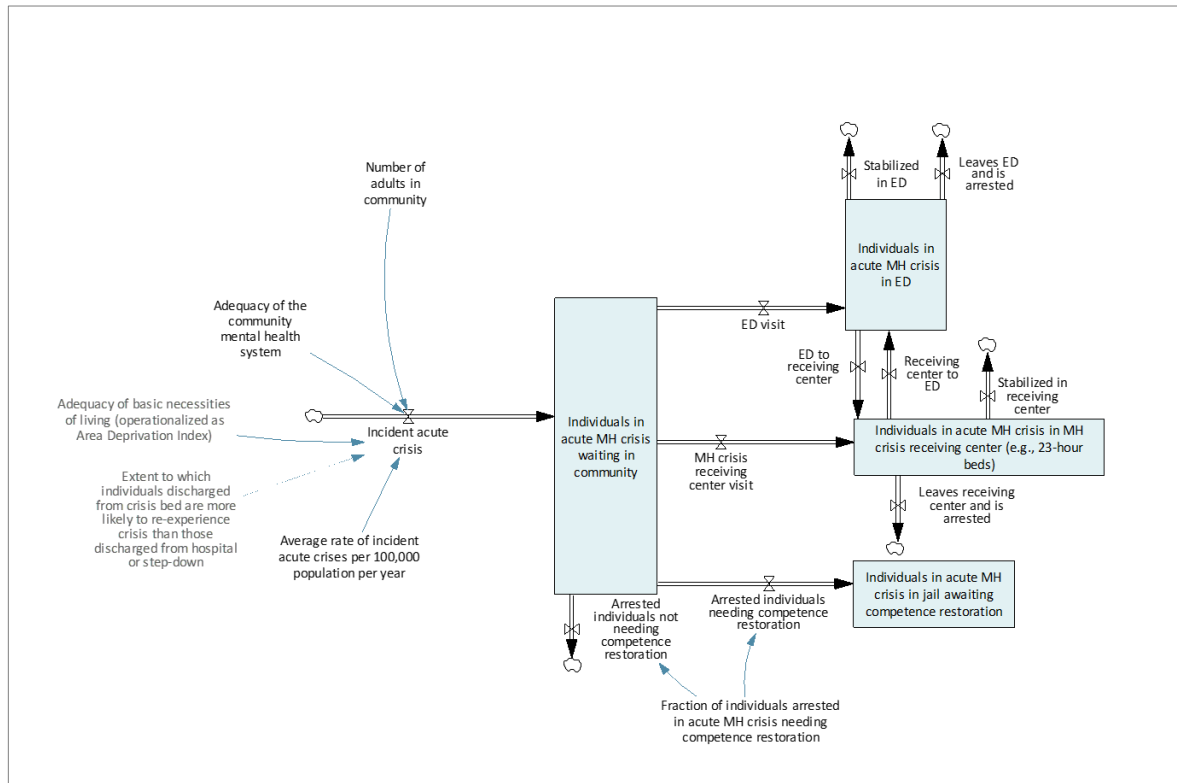 Number of
adults in
community
Adequacy of the
community
mental health
system
Adequacy of basic necessities
of living (operationalized as
Area Deprivation Index)
Extent to which
individuals discharged
from crisis bed are more
likely to re-experience
crisis than those
discharged from hospital
or step-down
Incident acute
crisis
Average rate of incident
acute crises per 100,000
population per year
Individuals in
acute MH crisis
waiting in
community
ED visit
MH crisis
receiving
center visit
Arrested
individuals not
needing
competence
restoration
Arrested individuals
needing competence
restoration
Fraction of individuals arrested
in acute MH crisis needing
competence restoration
Stabilized
in ED
Leaves ED
and is
arrested
Individuals in
acute MH crisis
in ED
ED to
receiving
center
Receiving
center to
ED
Stabilized in
receiving
center
Individuals in acute MH crisis in MH
crisis receiving center (e.g., 23-hour
beds)
Leaves receiving
center and is
arrested
Individuals in acute MH
crisis in jail awaiting
competence restoration